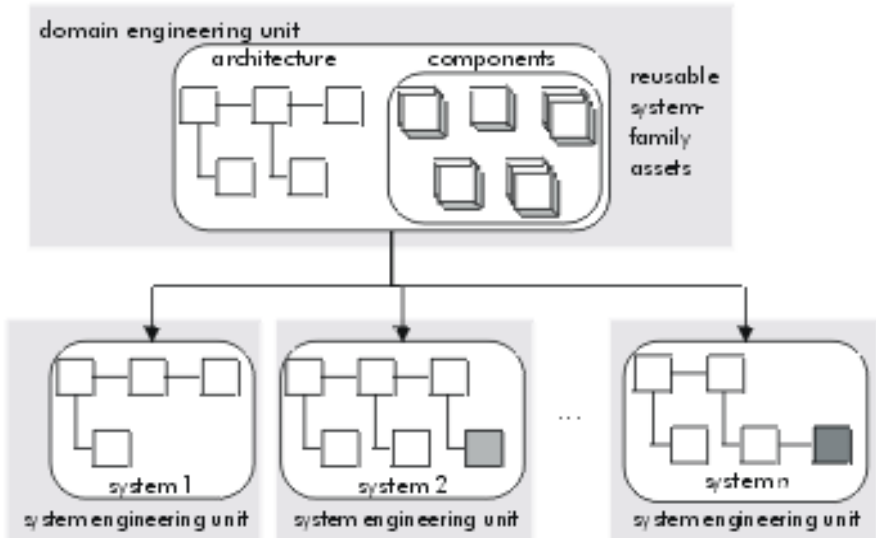 domain engineering unit
architecture
components
reusable
system-
family
assets
system 1
system 2
...
system n
system engineering unit
system engineering unit
system engineering unit